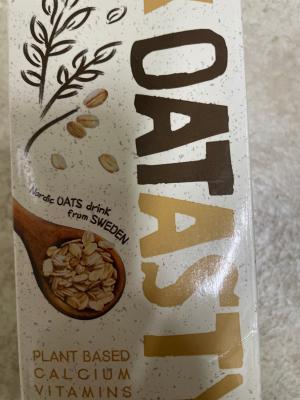 OATASTY
Nordic OATS drink
from SWEDEN
PLANT BASED
CALCIUM
VITAMINS